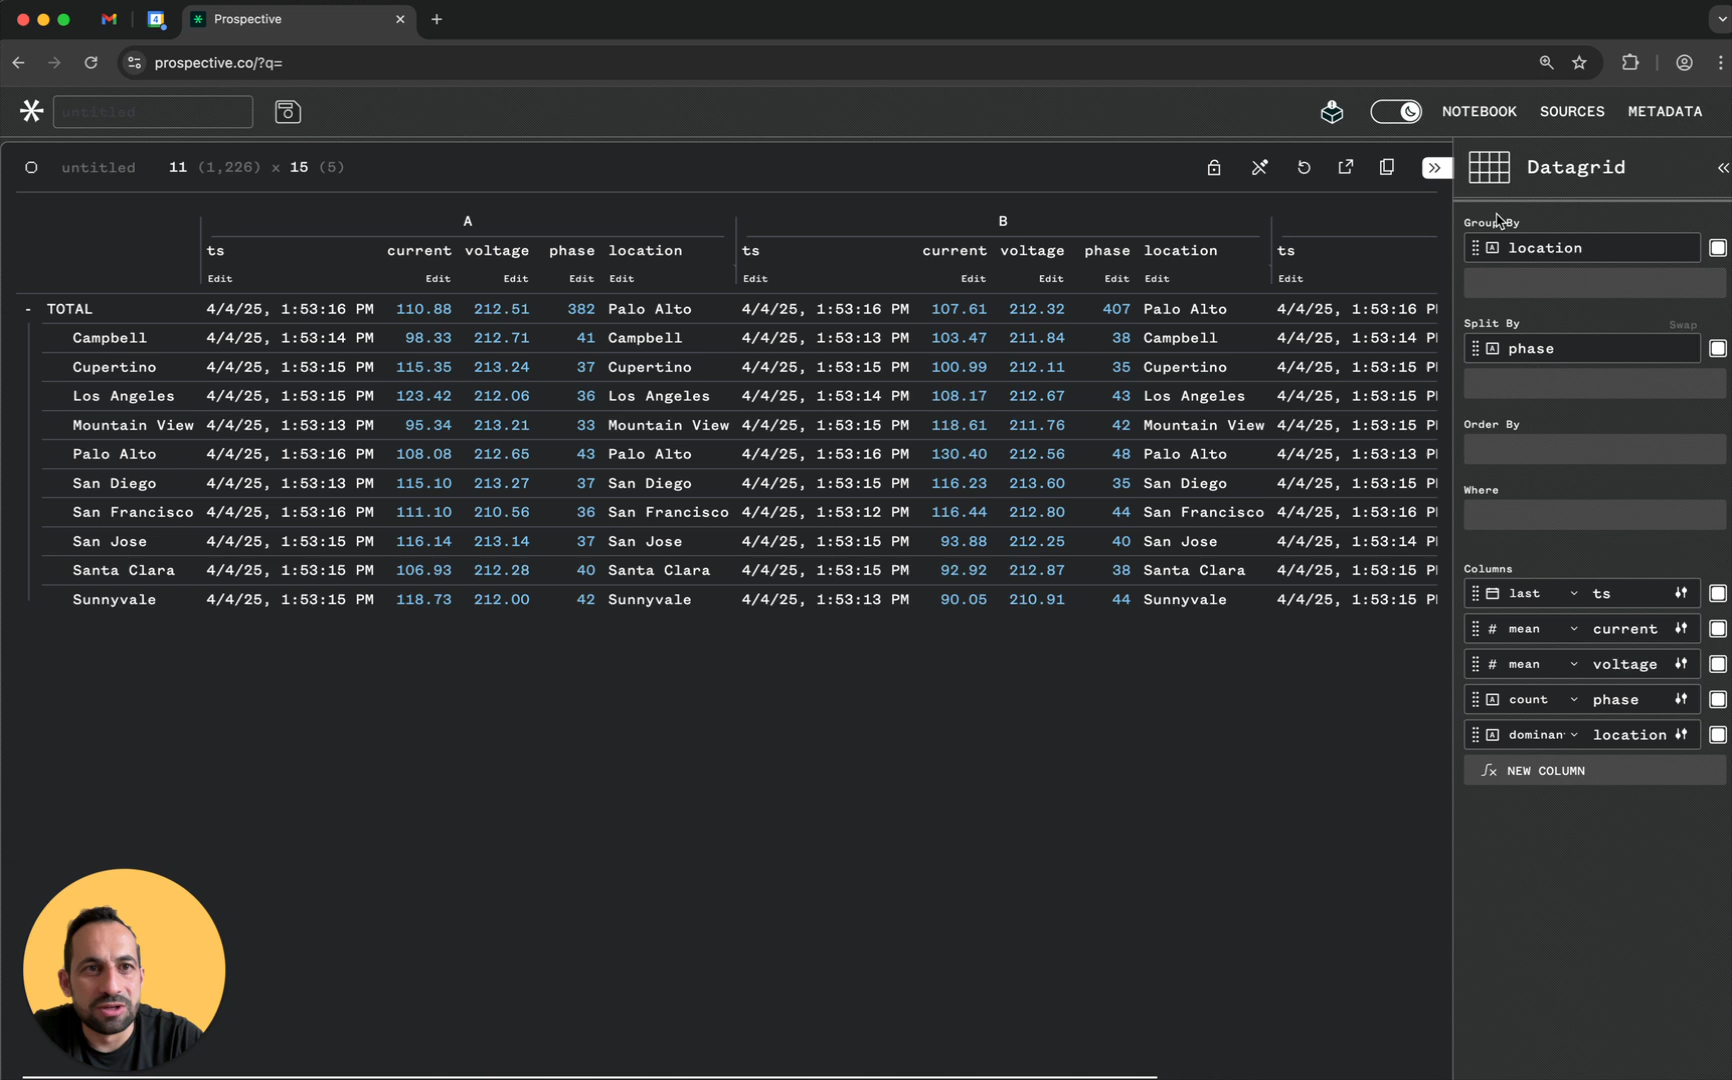 Prospective
prospective.co/?q=
untitled
NOTEBOOK SOURCES METADATA
untitled 11 (1,226) x 15 (5)
Datagrid
A B
ts current voltage phase location ts current voltage phase location ts
Edit Edit Edit Edit Edit Edit Edit Edit Edit Edit Edit
- TOTAL 4/4/25, 1:53:16 PM 110.88 212.51 382 Palo Alto 4/4/25, 1:53:16 PM 107.61 212.32 407 Palo Alto 4/4/25, 1:53:16 P
Campbell 4/4/25, 1:53:14 PM 98.33 212.71 41 Campbell 4/4/25, 1:53:13 PM 103.47 211.84 38 Campbell 4/4/25, 1:53:14 P
Cupertino 4/4/25, 1:53:15 PM 115.35 213.24 37 Cupertino 4/4/25, 1:53:15 PM 100.99 212.11 35 Cupertino 4/4/25, 1:53:15 P
Los Angeles 4/4/25, 1:53:15 PM 123.42 212.06 36 Los Angeles 4/4/25, 1:53:14 PM 108.17 212.67 43 Los Angeles 4/4/25, 1:53:15 P
Mountain View 4/4/25, 1:53:13 PM 95.34 213.21 33 Mountain View 4/4/25, 1:53:15 PM 118.61 211.76 42 Mountain View 4/4/25, 1:53:15 P
Palo Alto 4/4/25, 1:53:16 PM 108.08 212.65 43 Palo Alto 4/4/25, 1:53:16 PM 130.40 212.56 48 Palo Alto 4/4/25, 1:53:13 P
San Diego 4/4/25, 1:53:13 PM 115.10 213.27 37 San Diego 4/4/25, 1:53:15 PM 116.23 213.60 35 San Diego 4/4/25, 1:53:15 P
San Francisco 4/4/25, 1:53:16 PM 111.10 210.56 36 San Francisco 4/4/25, 1:53:12 PM 116.44 212.80 44 San Francisco 4/4/25, 1:53:16 P
San Jose 4/4/25, 1:53:15 PM 116.14 213.14 37 San Jose 4/4/25, 1:53:15 PM 93.88 212.25 40 San Jose 4/4/25, 1:53:14 P
Santa Clara 4/4/25, 1:53:15 PM 106.93 212.28 40 Santa Clara 4/4/25, 1:53:15 PM 92.92 212.87 38 Santa Clara 4/4/25, 1:53:15 P
Sunnyvale 4/4/25, 1:53:15 PM 118.73 212.00 42 Sunnyvale 4/4/25, 1:53:13 PM 90.05 210.91 44 Sunnyvale 4/4/25, 1:53:15 P
Group By
location
Split By Swap
phase
Order By
Where
Columns
last ts
# mean current
# mean voltage
count phase
dominan location
NEW COLUMN